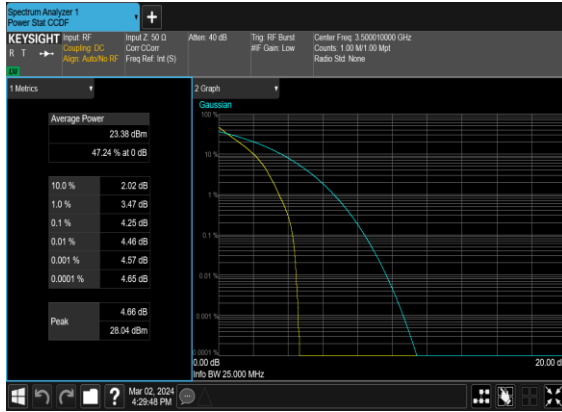 Spectrum Analyzer 1
Power Stat CCDF
KEYSIGHT
R T
LU
Input: RF
Coupling: DC
Align: Auto/No RF
Input Z: 50 Ω
Corr CCorr
Freq Ref: Int (S)
Atten: 40 dB
Trig: RF Burst
#IF Gain: Low
Center Freq: 3.500010000 GHz
Counts: 1.00 M/1.00 Mpt
Radio Std: None
1 Metrics
Average Power
23.38 dBm
47.24 % at 0 dB
10.0 % 2.02 dB
1.0 % 3.47 dB
0.1 % 4.25 dB
0.01 % 4.46 dB
0.001 % 4.57 dB
0.0001 % 4.65 dB
Peak
4.66 dB
28.04 dBm
2 Graph
Gaussian
100 %
10 %
1 %
0.1 %
0.01 %
0.001 %
0.0001 %
0.00 dB
20.00 d
Info BW 25.000 MHz
?
Mar 02, 2024
4:29:48 PM